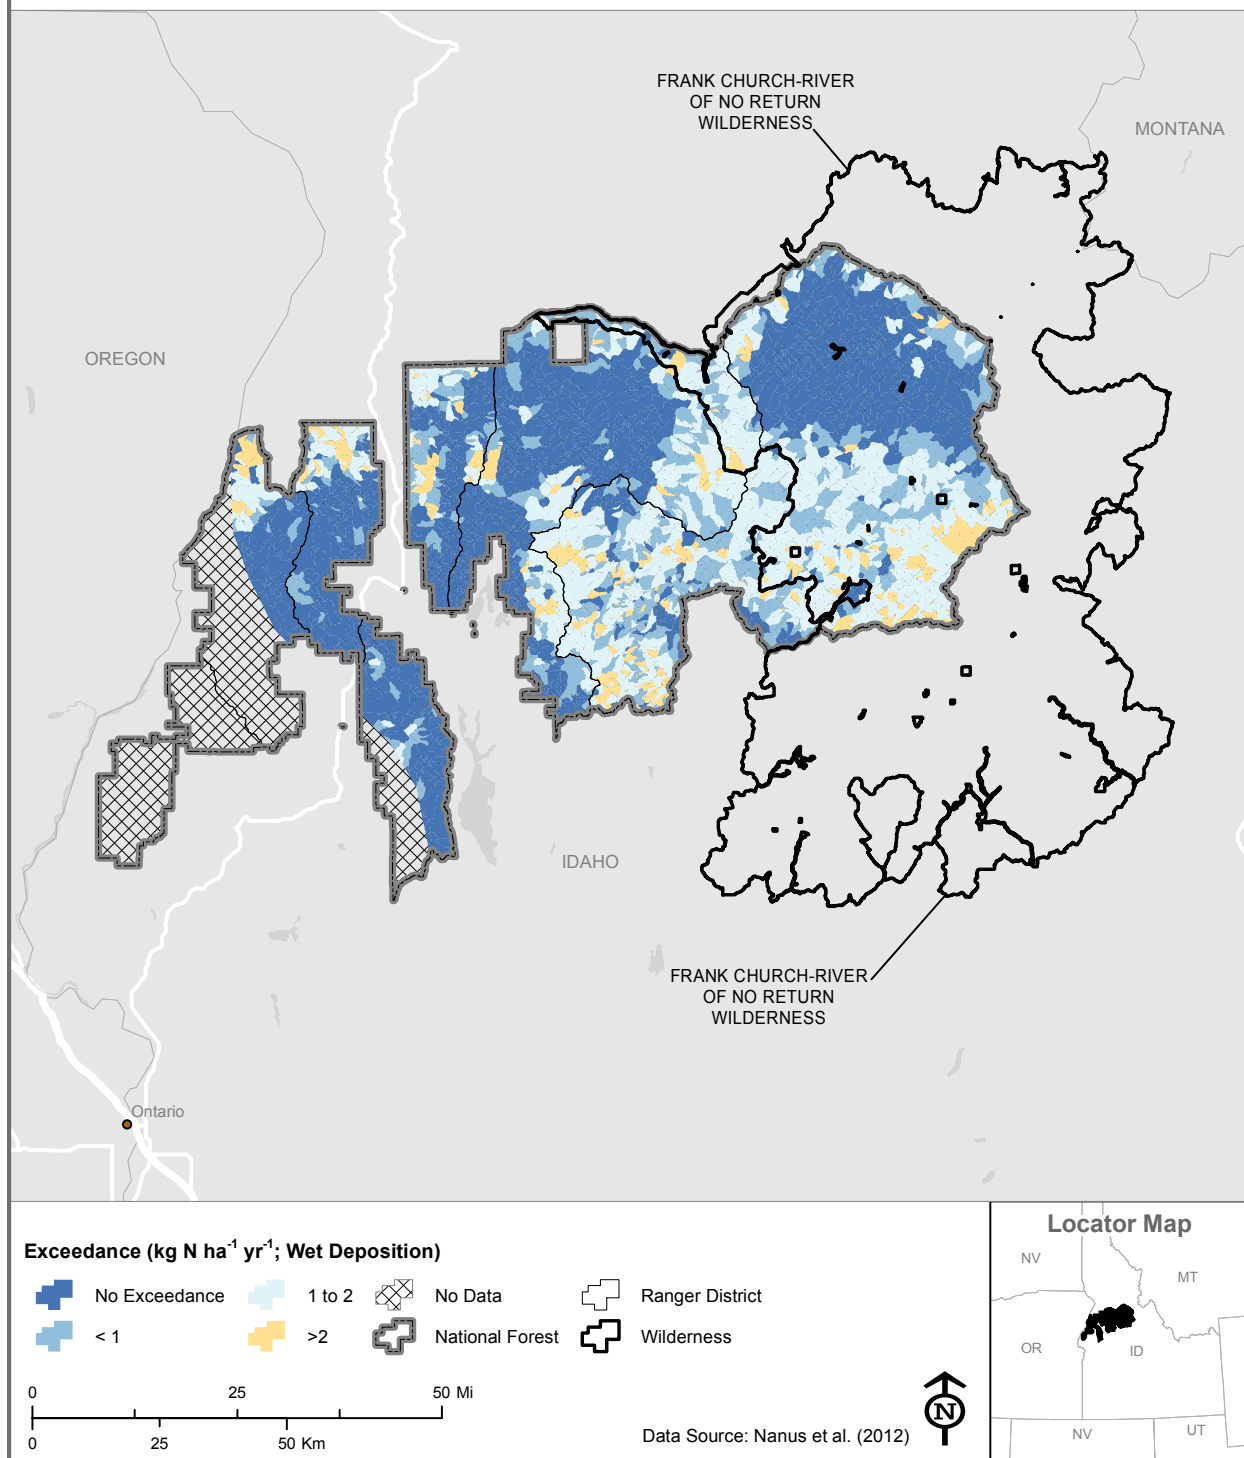 FRANK CHURCH-RIVER
OF NO RETURN
WILDERNESS
MONTANA
OREGON
IDAHO
FRANK CHURCH-RIVER
OF NO RETURN
WILDERNESS
Ontario
Exceedance (kg N ha⁻¹ yr⁻¹; Wet Deposition)
No Exceedance
1 to 2
No Data
Ranger District
< 1
>2
National Forest
Wilderness
0 25 50 Mi
0 25 50 Km
Data Source: Nanus et al. (2012)
N
Locator Map
NV
MT
OR
ID
NV
UT